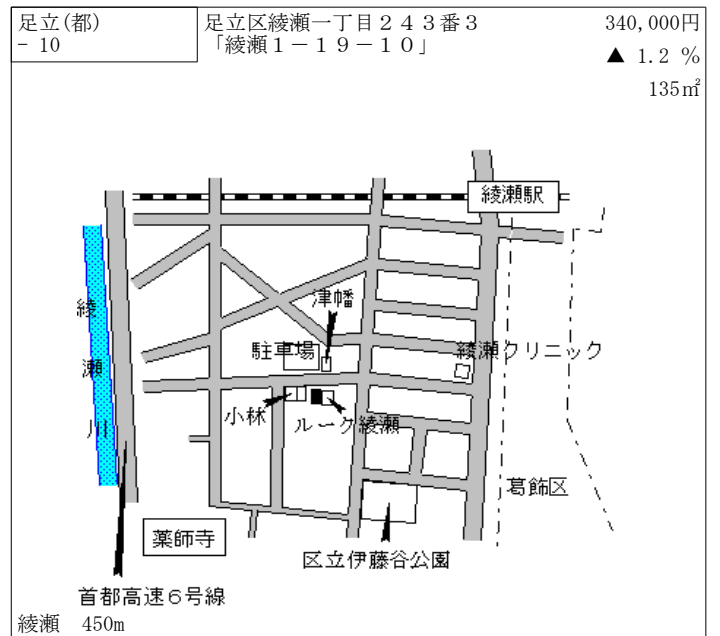 足立(都)
- 10
足立区綾瀬一丁目２４３番３
「綾瀬１－１９－１０」
340,000円
▲ 1.2 %
135㎡
綾瀬駅
綾瀬川
津幡
駐車場
綾瀬クリニック
小林
ルーク綾瀬
葛飾区
薬師寺
区立伊藤谷公園
首都高速６号線
綾瀬 450m